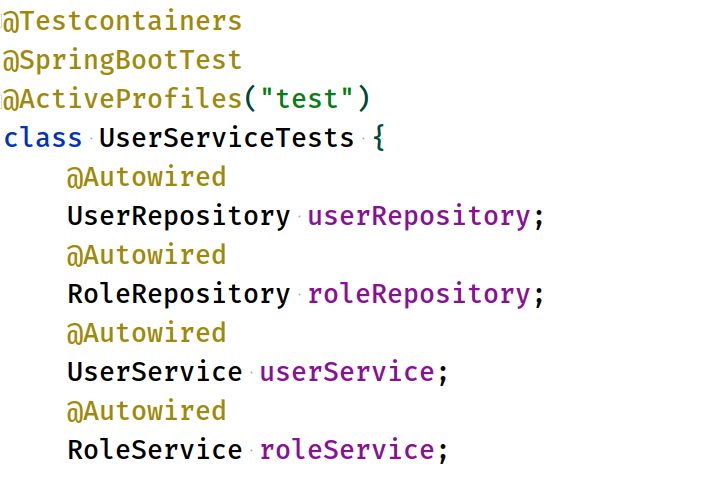 @Testcontainers
@SpringBootTest
@ActiveProfiles("test")
class UserServiceTests {
    @Autowired
    UserRepository userRepository;
    @Autowired
    RoleRepository roleRepository;
    @Autowired
    UserService userService;
    @Autowired
    RoleService roleService;